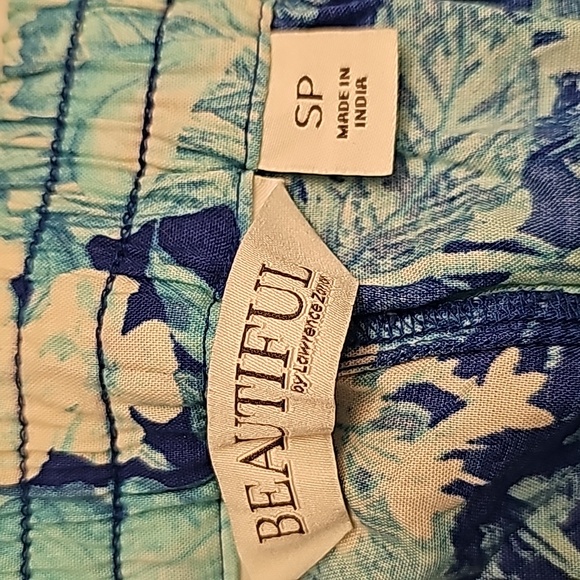 SP
MADE IN
INDIA
BEAUTIFUL
by Lawrence Zarian